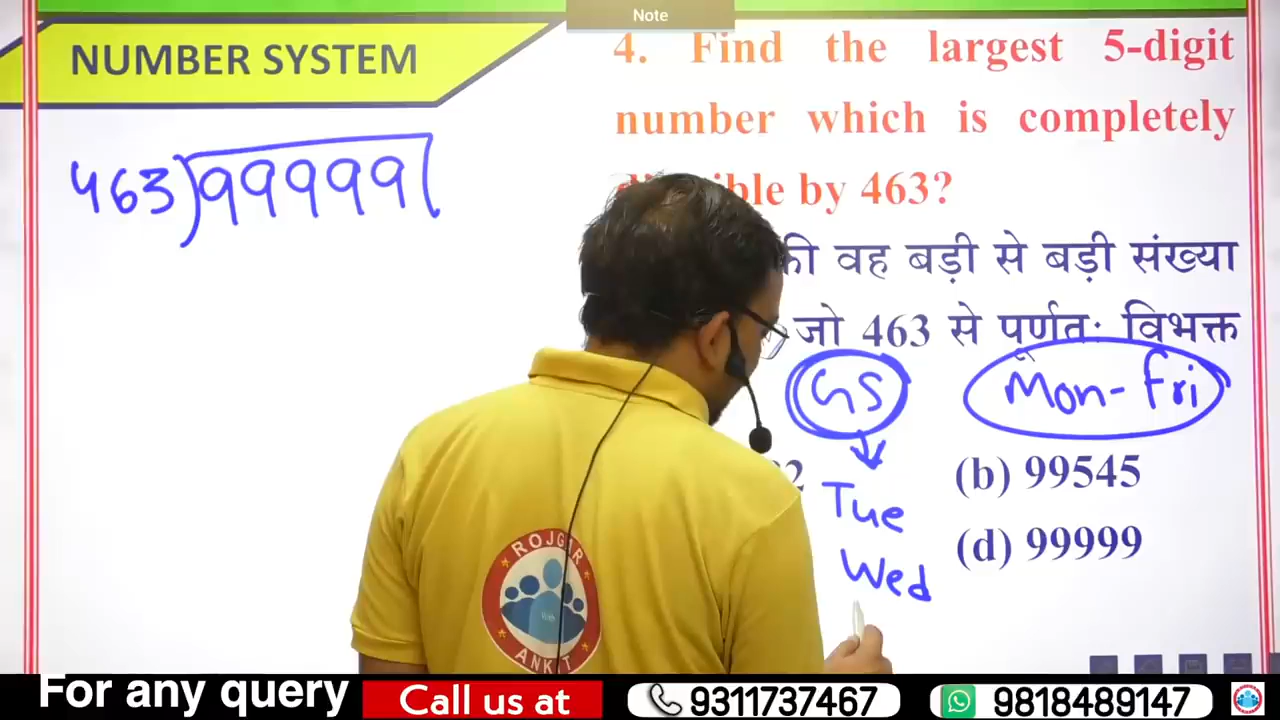 Note
NUMBER SYSTEM
4. Find the largest 5-digit
number which is completely
by 463?
463)99999(
की वह बड़ी से बड़ी संख्या
जो 463 से पूर्णतः विभक्त
GS
Mon-Fri
(b) 99545
Tue
(d) 99999
Wed
ROJGAR
With
ANKIT
For any query
Call us at
9311737467
9818489147